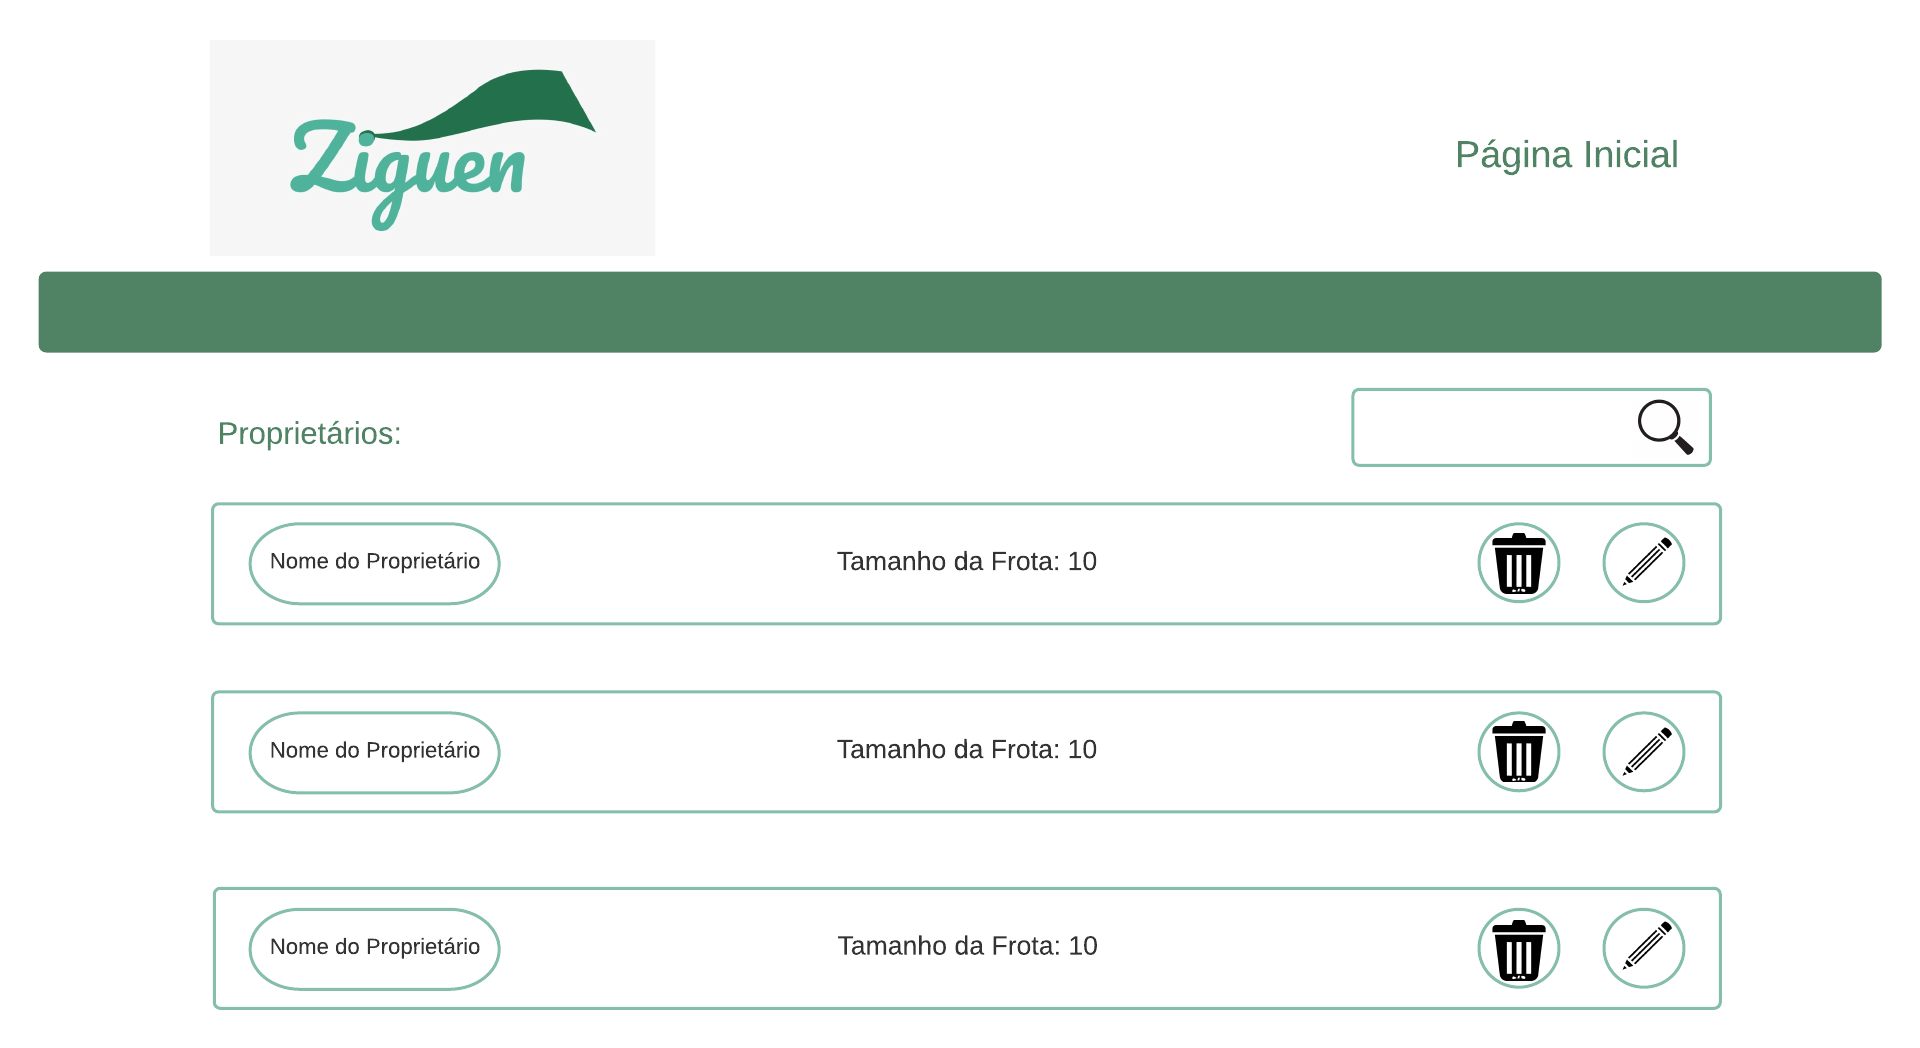 Ziguen
Página Inicial
Proprietários:
Nome do Proprietário
Tamanho da Frota: 10
Nome do Proprietário
Tamanho da Frota: 10
Nome do Proprietário
Tamanho da Frota: 10